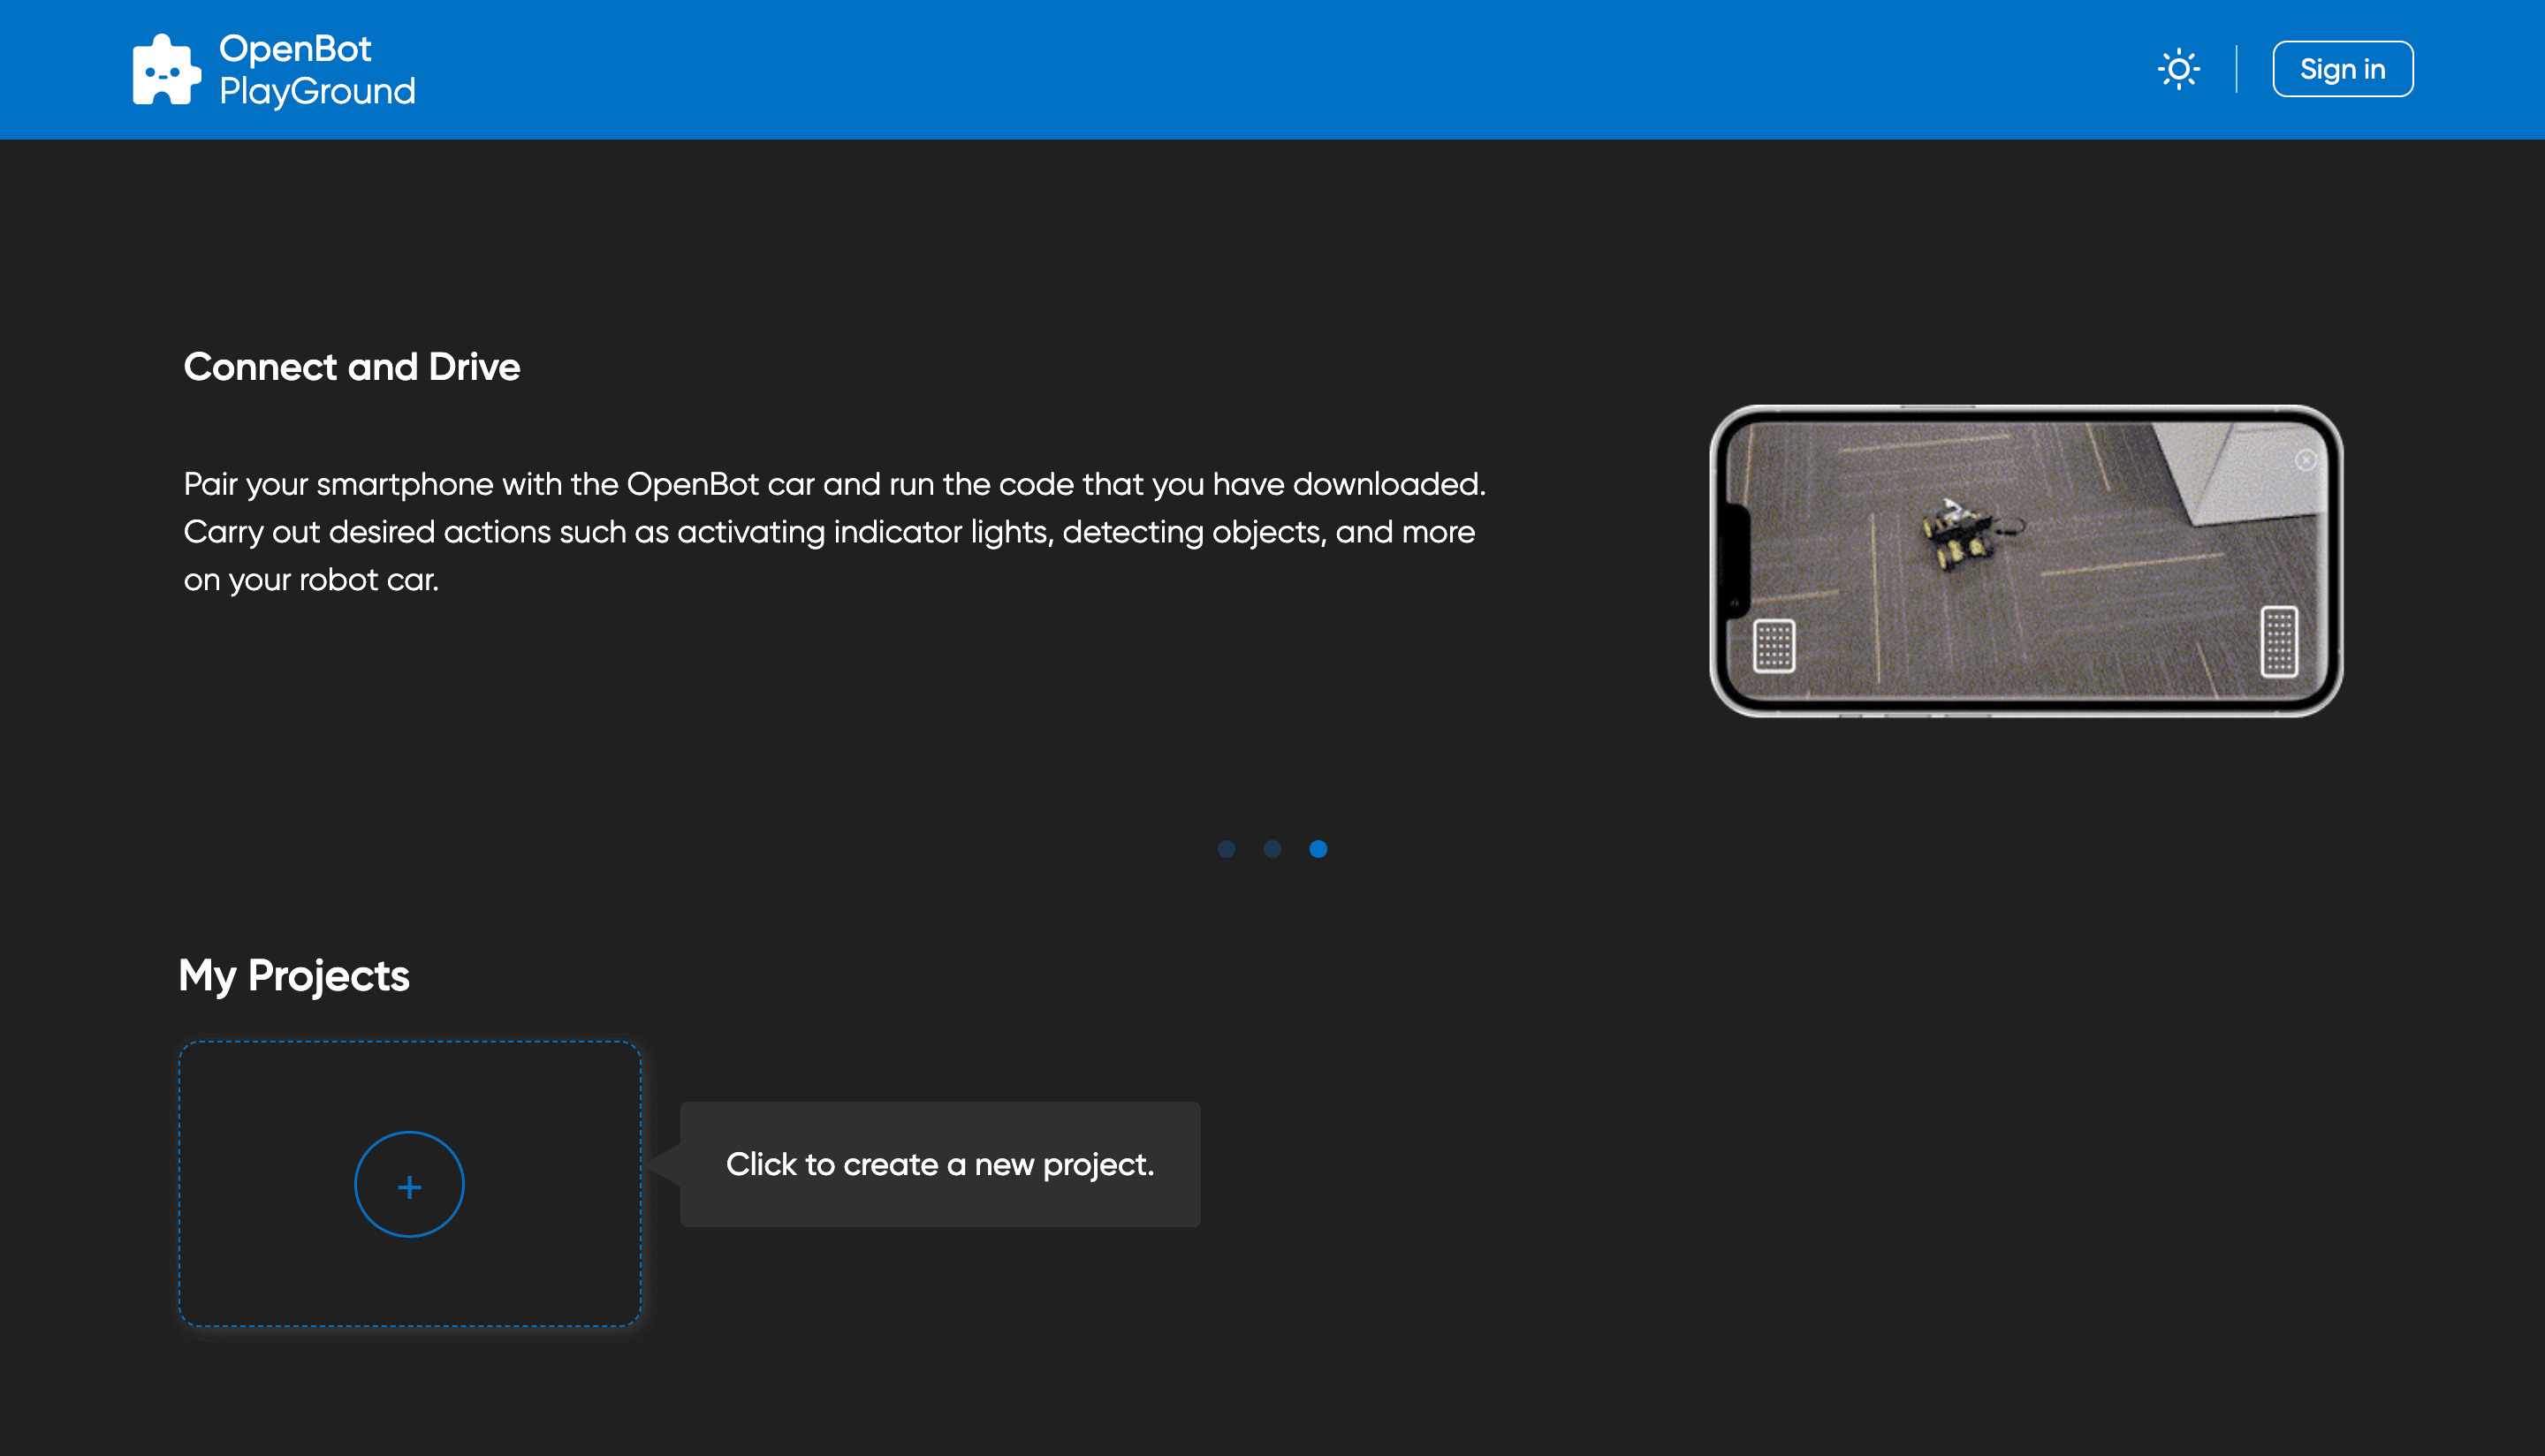 OpenBot
PlayGround
Sign in
Connect and Drive
Pair your smartphone with the OpenBot car and run the code that you have downloaded.
Carry out desired actions such as activating indicator lights, detecting objects, and more
on your robot car.
My Projects
Click to create a new project.